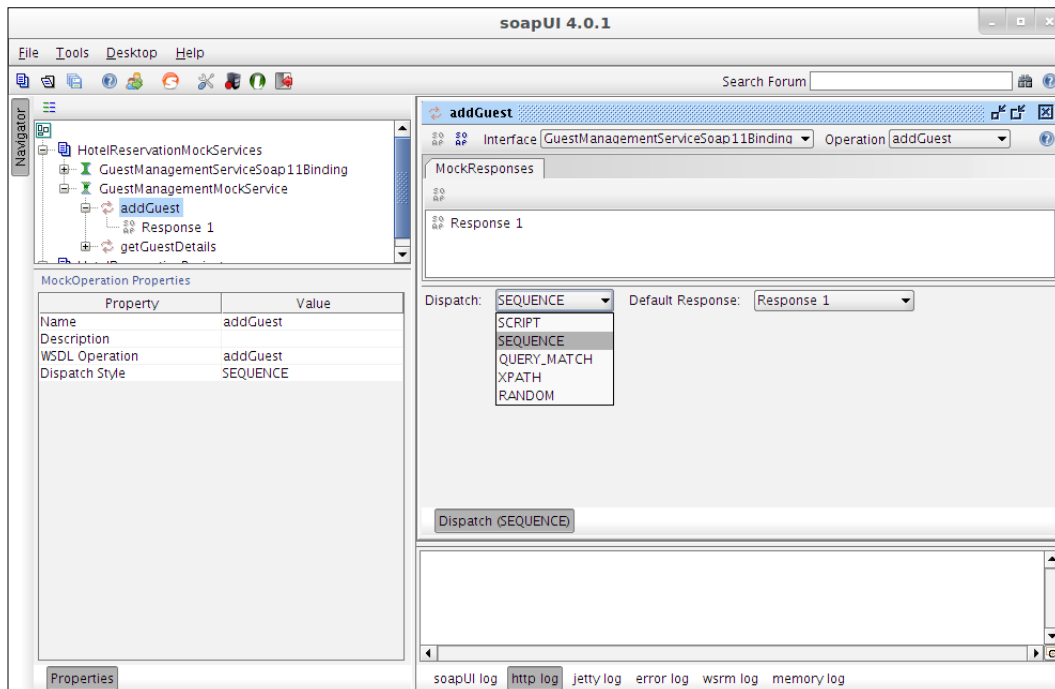 soapUI 4.0.1
File Tools Desktop Help
Search Forum
Navigator
HotelReservationMockServices
GuestManagementServiceSoap11Binding
GuestManagementMockService
addGuest
Response 1
getGuestDetails
MockOperation Properties
Property Value
Name addGuest
Description
WSDL Operation addGuest
Dispatch Style SEQUENCE
Properties
addGuest
Interface GuestManagementServiceSoap11Binding Operation addGuest
MockResponses
Response 1
Dispatch: SEQUENCE Default Response: Response 1
SCRIPT
SEQUENCE
QUERY_MATCH
XPATH
RANDOM
Dispatch (SEQUENCE)
soapUI log http log jetty log error log wsrm log memory log